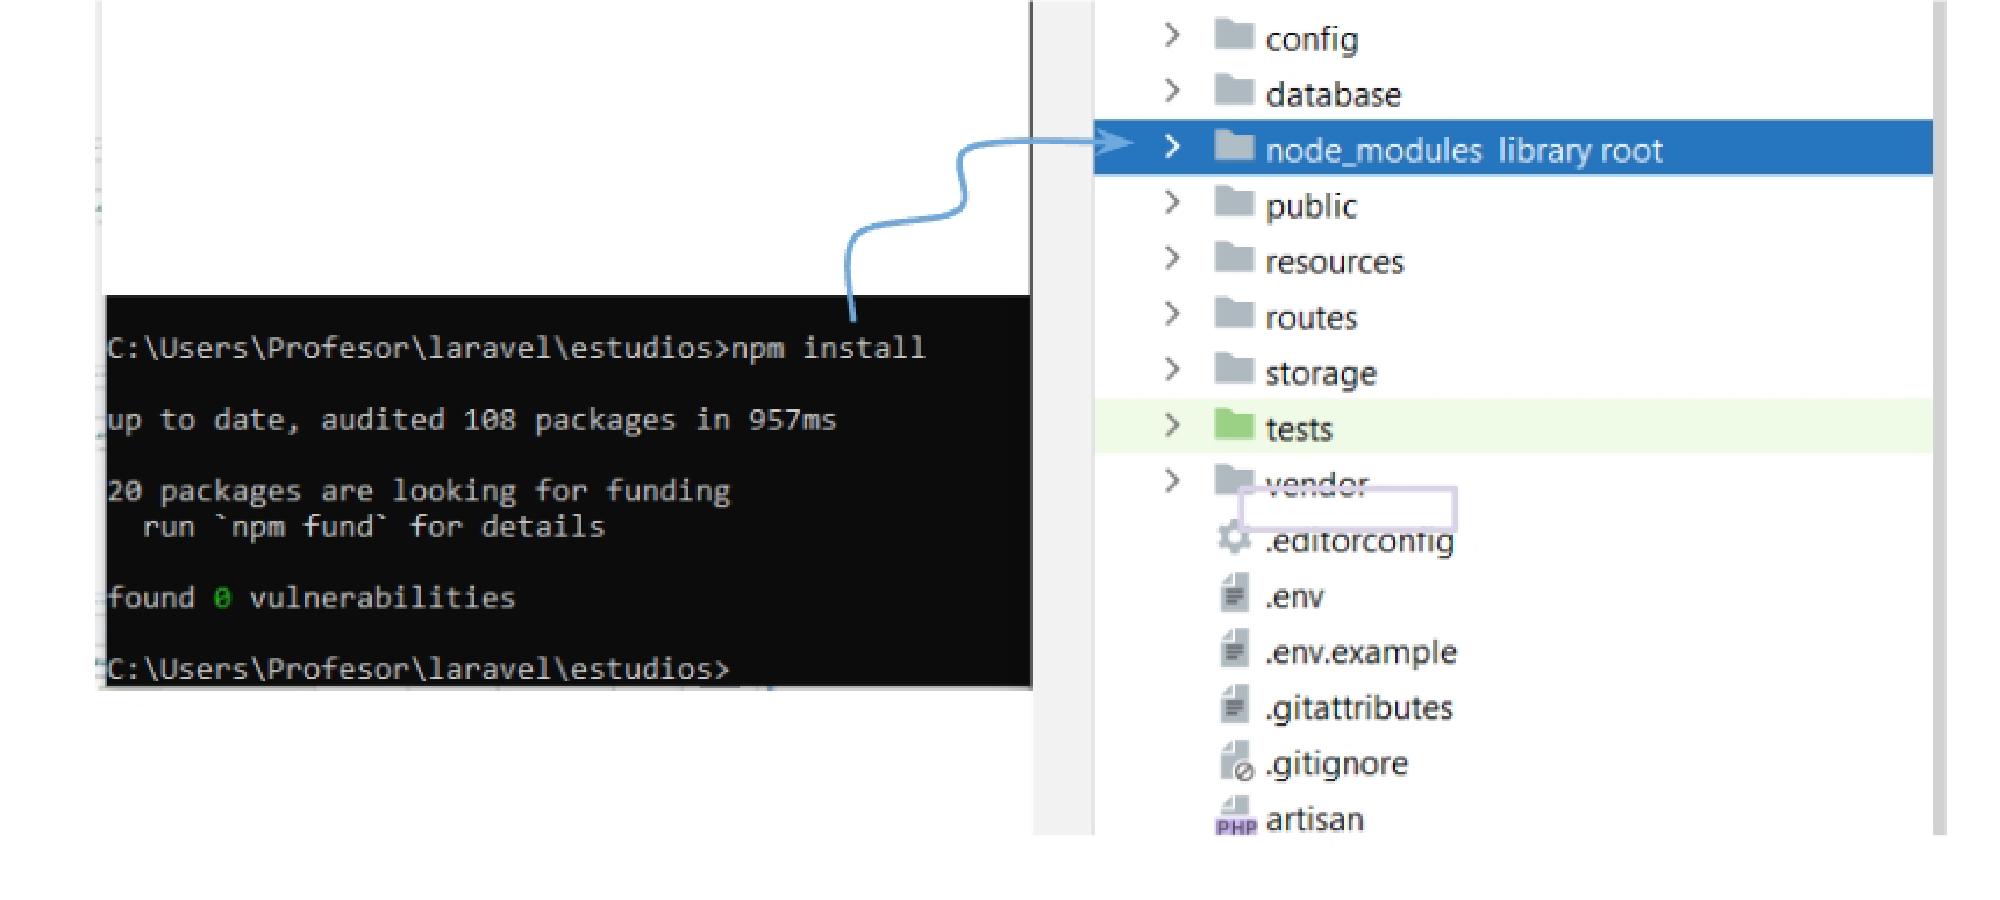 C:\Users\Profesor\laravel\estudios>npm install
up to date, audited 108 packages in 957ms
20 packages are looking for funding
run `npm fund` for details
found 0 vulnerabilities
C:\Users\Profesor\laravel\estudios>
config
database
node_modules library root
public
resources
routes
storage
tests
vendor
.editorconfig
.env
.env.example
.gitattributes
.gitignore
PHP artisan